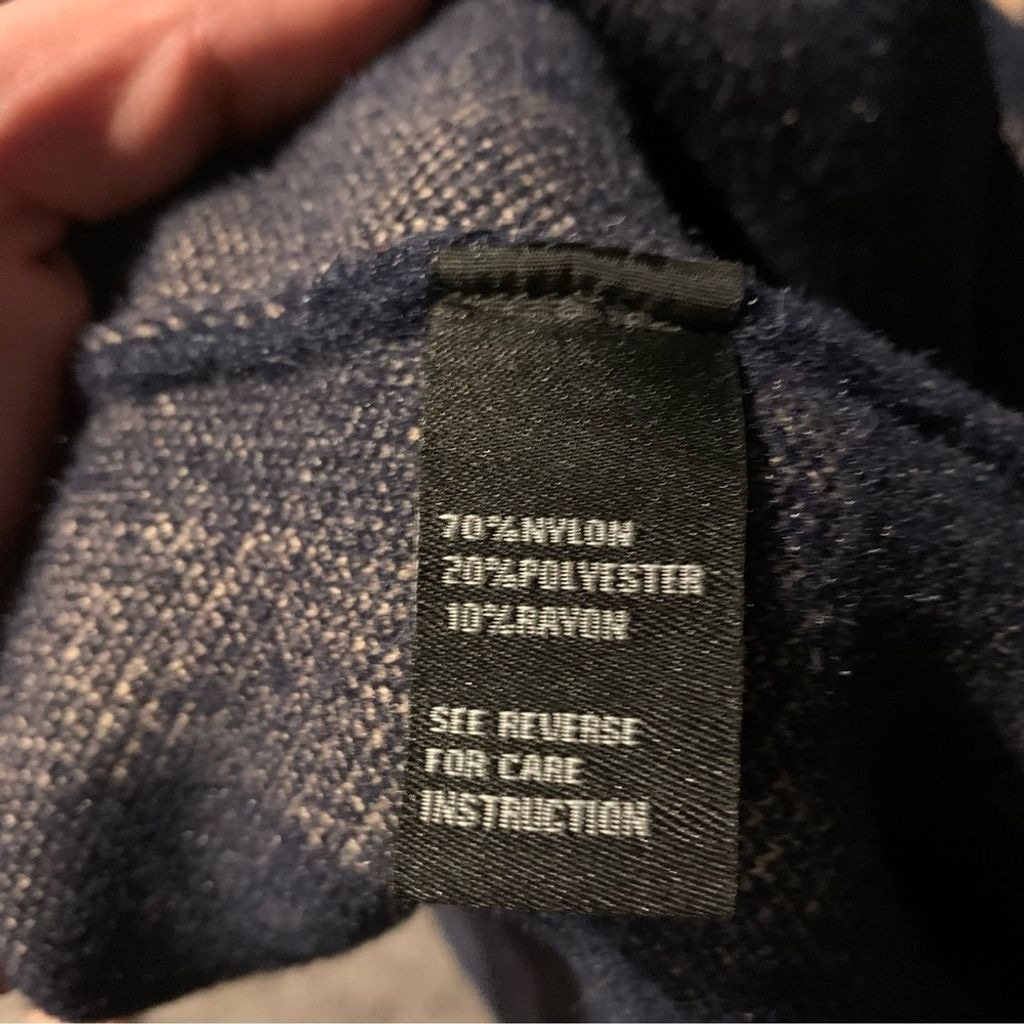 70%NYLON
20%POLYESTER
10%RAYON
SEE REVERSE
FOR CARE
INSTRUCTION